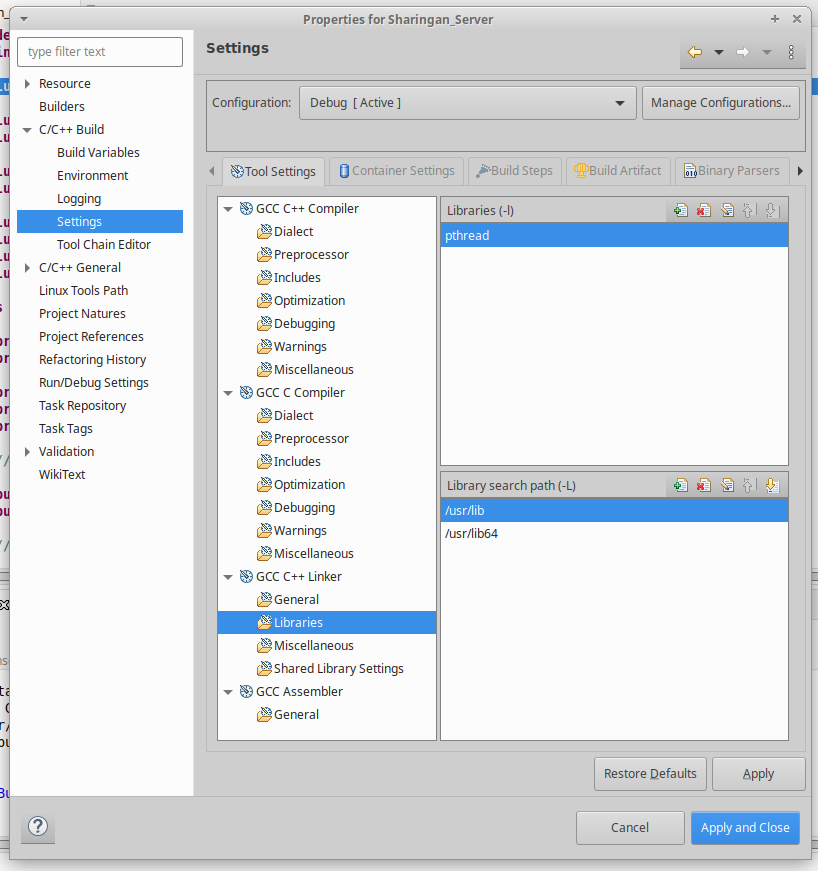 Properties for Sharingan_Server
type filter text
Resource
Builders
C/C++ Build
Build Variables
Environment
Logging
Settings
Tool Chain Editor
C/C++ General
Linux Tools Path
Project Natures
Project References
Refactoring History
Run/Debug Settings
Task Repository
Task Tags
Validation
WikiText
Settings
Configuration:
Debug [ Active ]
Manage Configurations...
Tool Settings
Container Settings
Build Steps
Build Artifact
Binary Parsers
GCC C++ Compiler
Dialect
Preprocessor
Includes
Optimization
Debugging
Warnings
Miscellaneous
GCC C Compiler
Dialect
Preprocessor
Includes
Optimization
Debugging
Warnings
Miscellaneous
GCC C++ Linker
General
Libraries
Miscellaneous
Shared Library Settings
GCC Assembler
General
Libraries (-l)
pthread
Library search path (-L)
/usr/lib
/usr/lib64
Restore Defaults
Apply
?
Cancel
Apply and Close